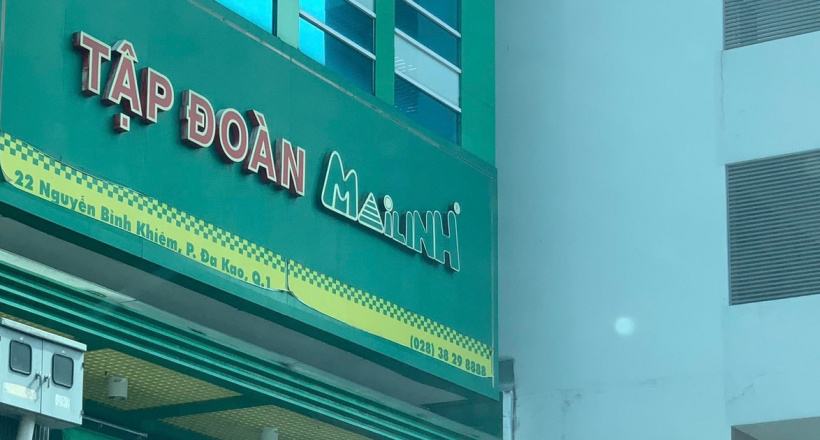 TẬP ĐOÀN MAiLINH
22 Nguyễn Bỉnh Khiêm, P. Đa Kao, Q.1
(028) 38 29 8888